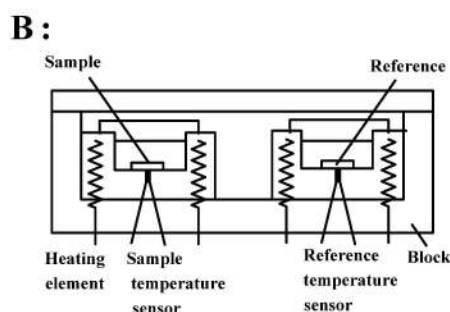 B :
Sample
Reference
Heating
element
Sample
temperature
sensor
Reference
temperature
sensor
Block